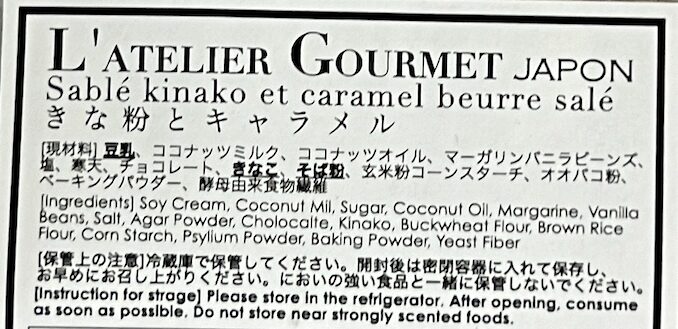 L'ATELIER GOURMET JAPON
Sablé kinako et caramel beurre salé
きな粉とキャラメル
[現材料] 豆乳、ココナッツミルク、ココナッツオイル、マーガリンバニラビーンズ、
塩、寒天、チョコレート、きなこ、そば粉、玄米粉コーンスターチ、オオバコ粉、
ベーキングパウダー、酵母由来食物繊維
[Ingredients] Soy Cream, Coconut Mil, Sugar, Coconut Oil, Margarine, Vanilla
Beans, Salt, Agar Powder, Cholocalte, Kinako, Buckwheat Flour, Brown Rice
Flour, Corn Starch, Psylium Powder, Baking Powder, Yeast Fiber
[保管上の注意]冷蔵庫で保管してください。開封後は密閉容器に入れて保存し、
お早めにお召し上がりください。においの強い食品と一緒に保管しないでください。
[Instruction for strage] Please store in the refrigerator. After opening, consume
as soon as possible. Do not store near strongly scented foods.